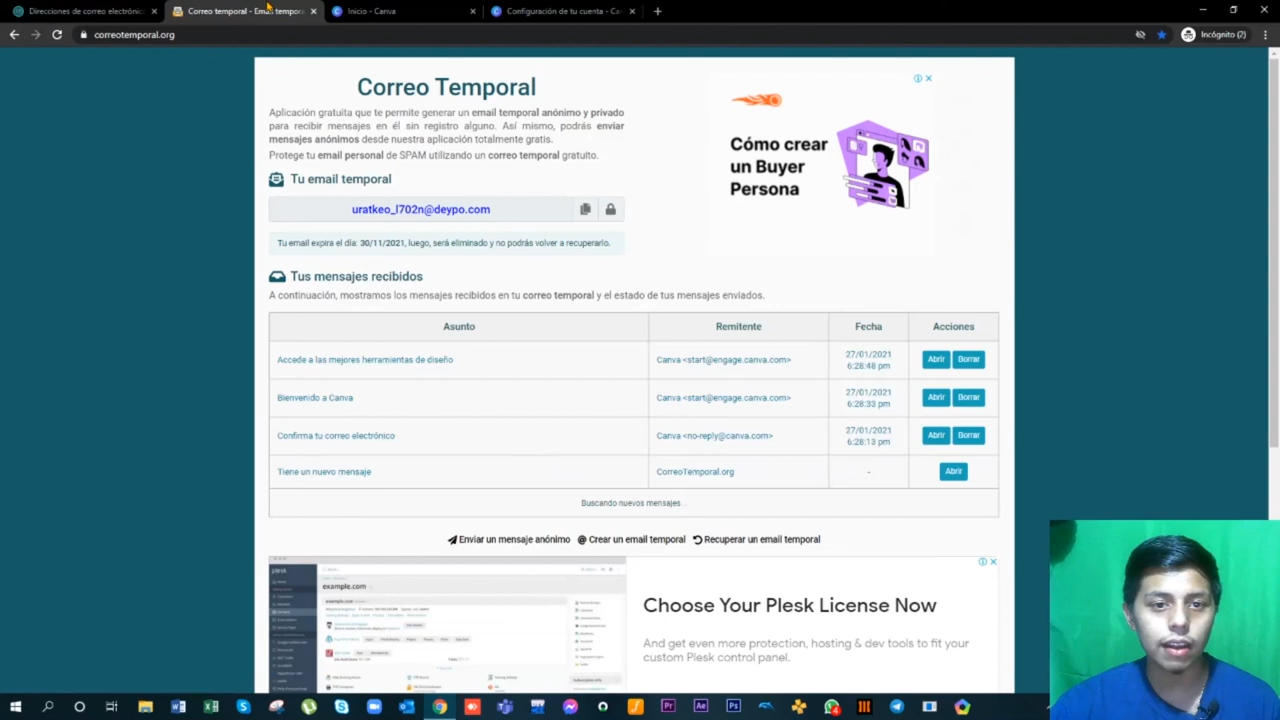 Direcciones de correo electrónic
Correo temporal - Email tempora
Inicio - Canva
Configuración de tu cuenta - Ca
correotemporal.org
Incógnito (2)
Correo Temporal
Aplicación gratuita que te permite generar un email temporal anónimo y privado
para recibir mensajes en él sin registro alguno. Así mismo, podrás enviar
mensajes anónimos desde nuestra aplicación totalmente gratis.
Protege tu email personal de SPAM utilizando un correo temporal gratuito.
Cómo crear
un Buyer
Persona
Tu email temporal
uratkeo_l702n@deypo.com
Tu email expira el día: 30/11/2021, luego, será eliminado y no podrás volver a recuperarlo.
Tus mensajes recibidos
A continuación, mostramos los mensajes recibidos en tu correo temporal y el estado de tus mensajes enviados.
Asunto Remitente Fecha Acciones
Accede a las mejores herramientas de diseño Canva <start@engage.canva.com> 27/01/2021 6:28:48 pm Abrir Borrar
Bienvenido a Canva Canva <start@engage.canva.com> 27/01/2021 6:28:33 pm Abrir Borrar
Confirma tu correo electrónico Canva <no-reply@canva.com> 27/01/2021 6:28:13 pm Abrir Borrar
Tiene un nuevo mensaje CorreoTemporal.org - Abrir
Buscando nuevos mensajes..
Enviar un mensaje anónimo Crear un email temporal Recuperar un email temporal
plesk
example.com
Choose Your Plesk License Now
And get even more protection, hosting & dev tools to fit your
custom Plesk control panel.